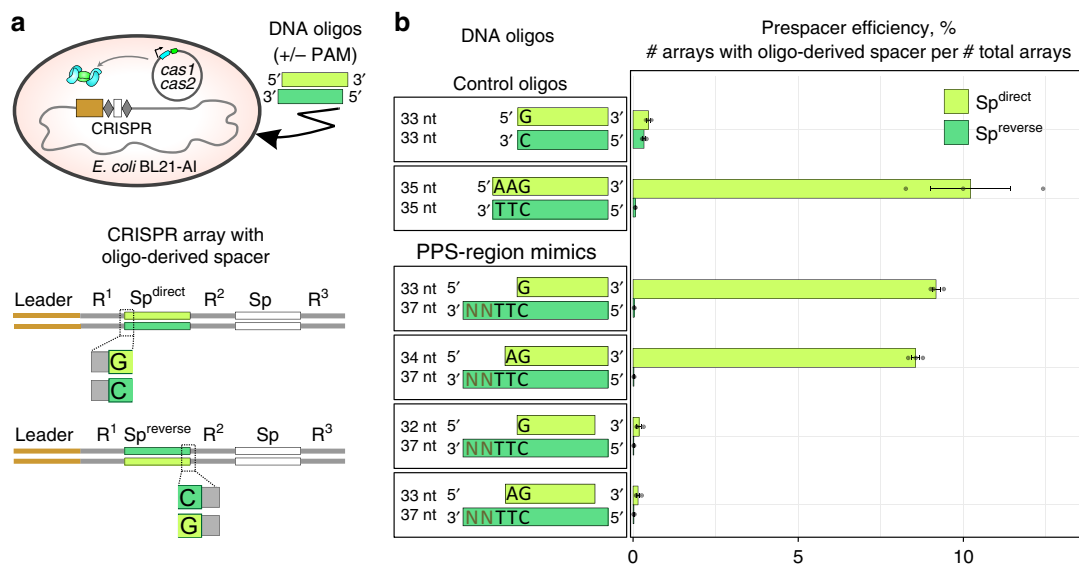 a
DNA oligos
(+/− PAM)
cas1
cas2
5′ 3′
3′ 5′
CRISPR
E. coli BL21-AI
CRISPR array with
oligo-derived spacer
Leader R1 Spdirect R2 Sp R3
G
C
Leader R1 Spreverse R2 Sp R3
C
G
b
DNA oligos
Prespacer efficiency, %
# arrays with oligo-derived spacer per # total arrays
Control oligos
33 nt 5′ G 3′
33 nt 3′ C 5′
35 nt 5′ AAG 3′
35 nt 3′ TTC 5′
PPS-region mimics
33 nt 5′ G 3′
37 nt 3′ NNTTC 5′
34 nt 5′ AG 3′
37 nt 3′ NNTTC 5′
32 nt 5′ G 3′
37 nt 3′ NNTTC 5′
33 nt 5′ AG 3′
37 nt 3′ NNTTC 5′
Spdirect
Spreverse
0 5 10